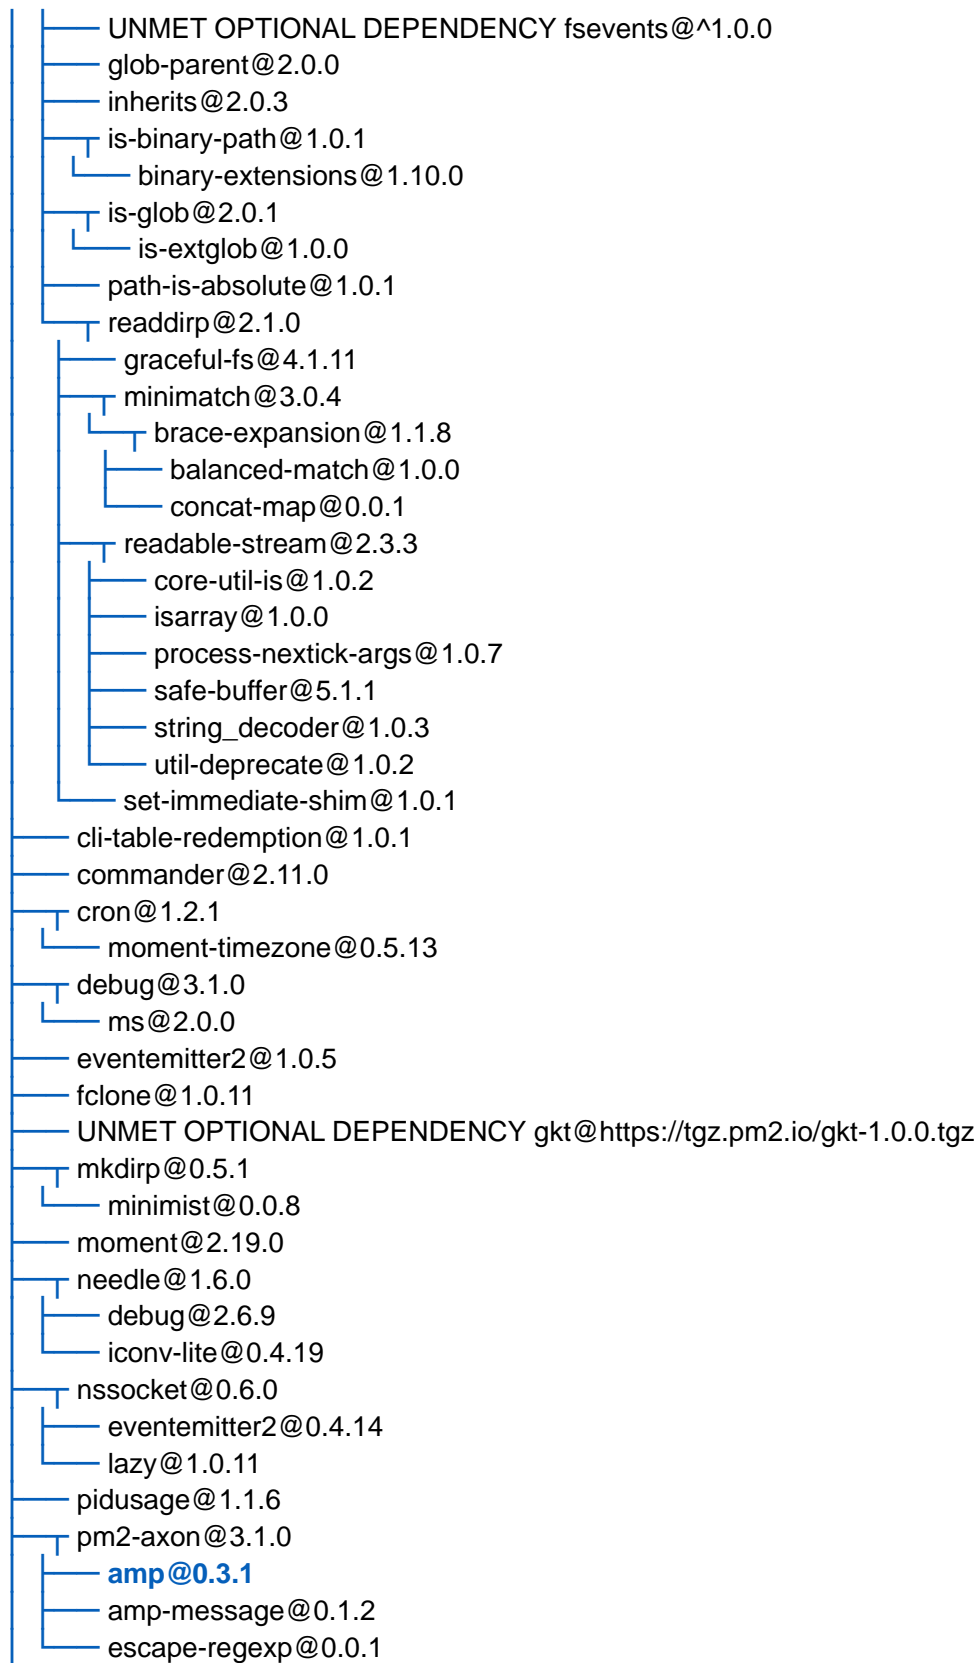 UNMET OPTIONAL DEPENDENCY fsevents@^1.0.0
glob-parent@2.0.0
inherits@2.0.3
is-binary-path@1.0.1
binary-extensions@1.10.0
is-glob@2.0.1
is-extglob@1.0.0
path-is-absolute@1.0.1
readdirp@2.1.0
graceful-fs@4.1.11
minimatch@3.0.4
brace-expansion@1.1.8
balanced-match@1.0.0
concat-map@0.0.1
readable-stream@2.3.3
core-util-is@1.0.2
isarray@1.0.0
process-nextick-args@1.0.7
safe-buffer@5.1.1
string_decoder@1.0.3
util-deprecate@1.0.2
set-immediate-shim@1.0.1
cli-table-redemption@1.0.1
commander@2.11.0
cron@1.2.1
moment-timezone@0.5.13
debug@3.1.0
ms@2.0.0
eventemitter2@1.0.5
fclone@1.0.11
UNMET OPTIONAL DEPENDENCY gkt@https://tgz.pm2.io/gkt-1.0.0.tgz
mkdirp@0.5.1
minimist@0.0.8
moment@2.19.0
needle@1.6.0
debug@2.6.9
iconv-lite@0.4.19
nssocket@0.6.0
eventemitter2@0.4.14
lazy@1.0.11
pidusage@1.1.6
pm2-axon@3.1.0
amp@0.3.1
amp-message@0.1.2
escape-regexp@0.0.1